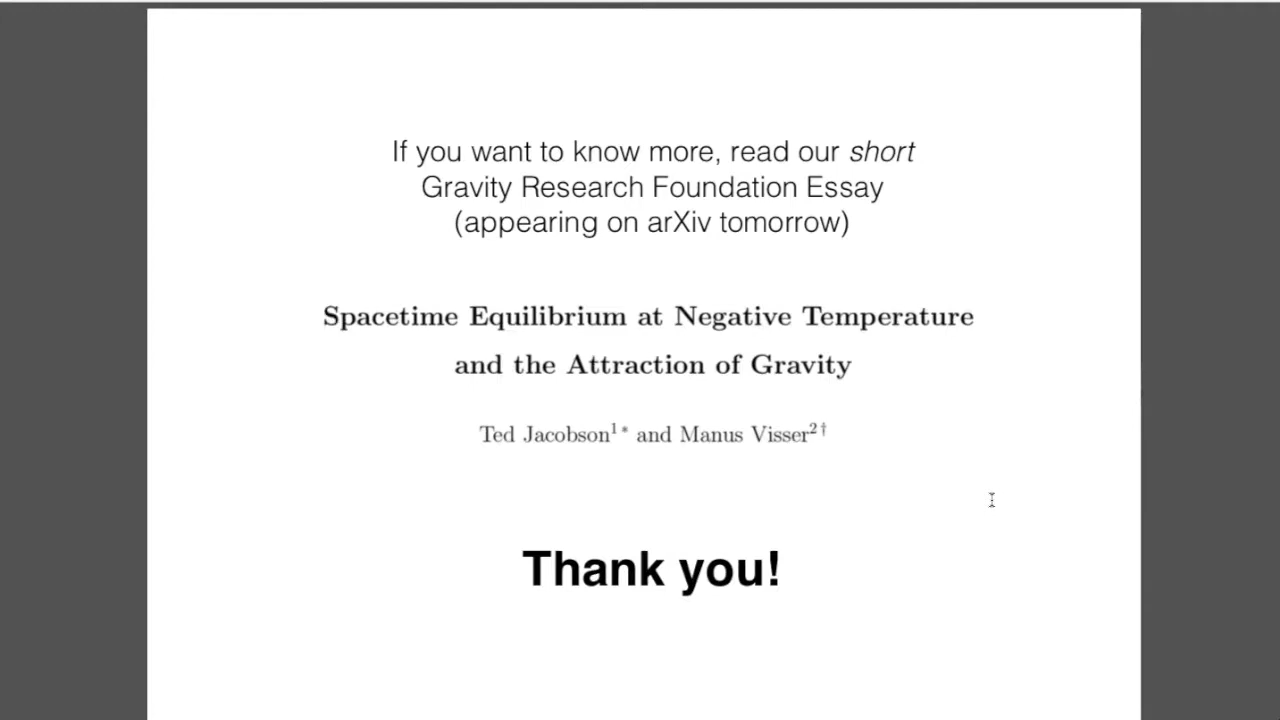 If you want to know more, read our short
Gravity Research Foundation Essay
(appearing on arXiv tomorrow)
Spacetime Equilibrium at Negative Temperature
and the Attraction of Gravity
Ted Jacobson¹* and Manus Visser²†
Thank you!